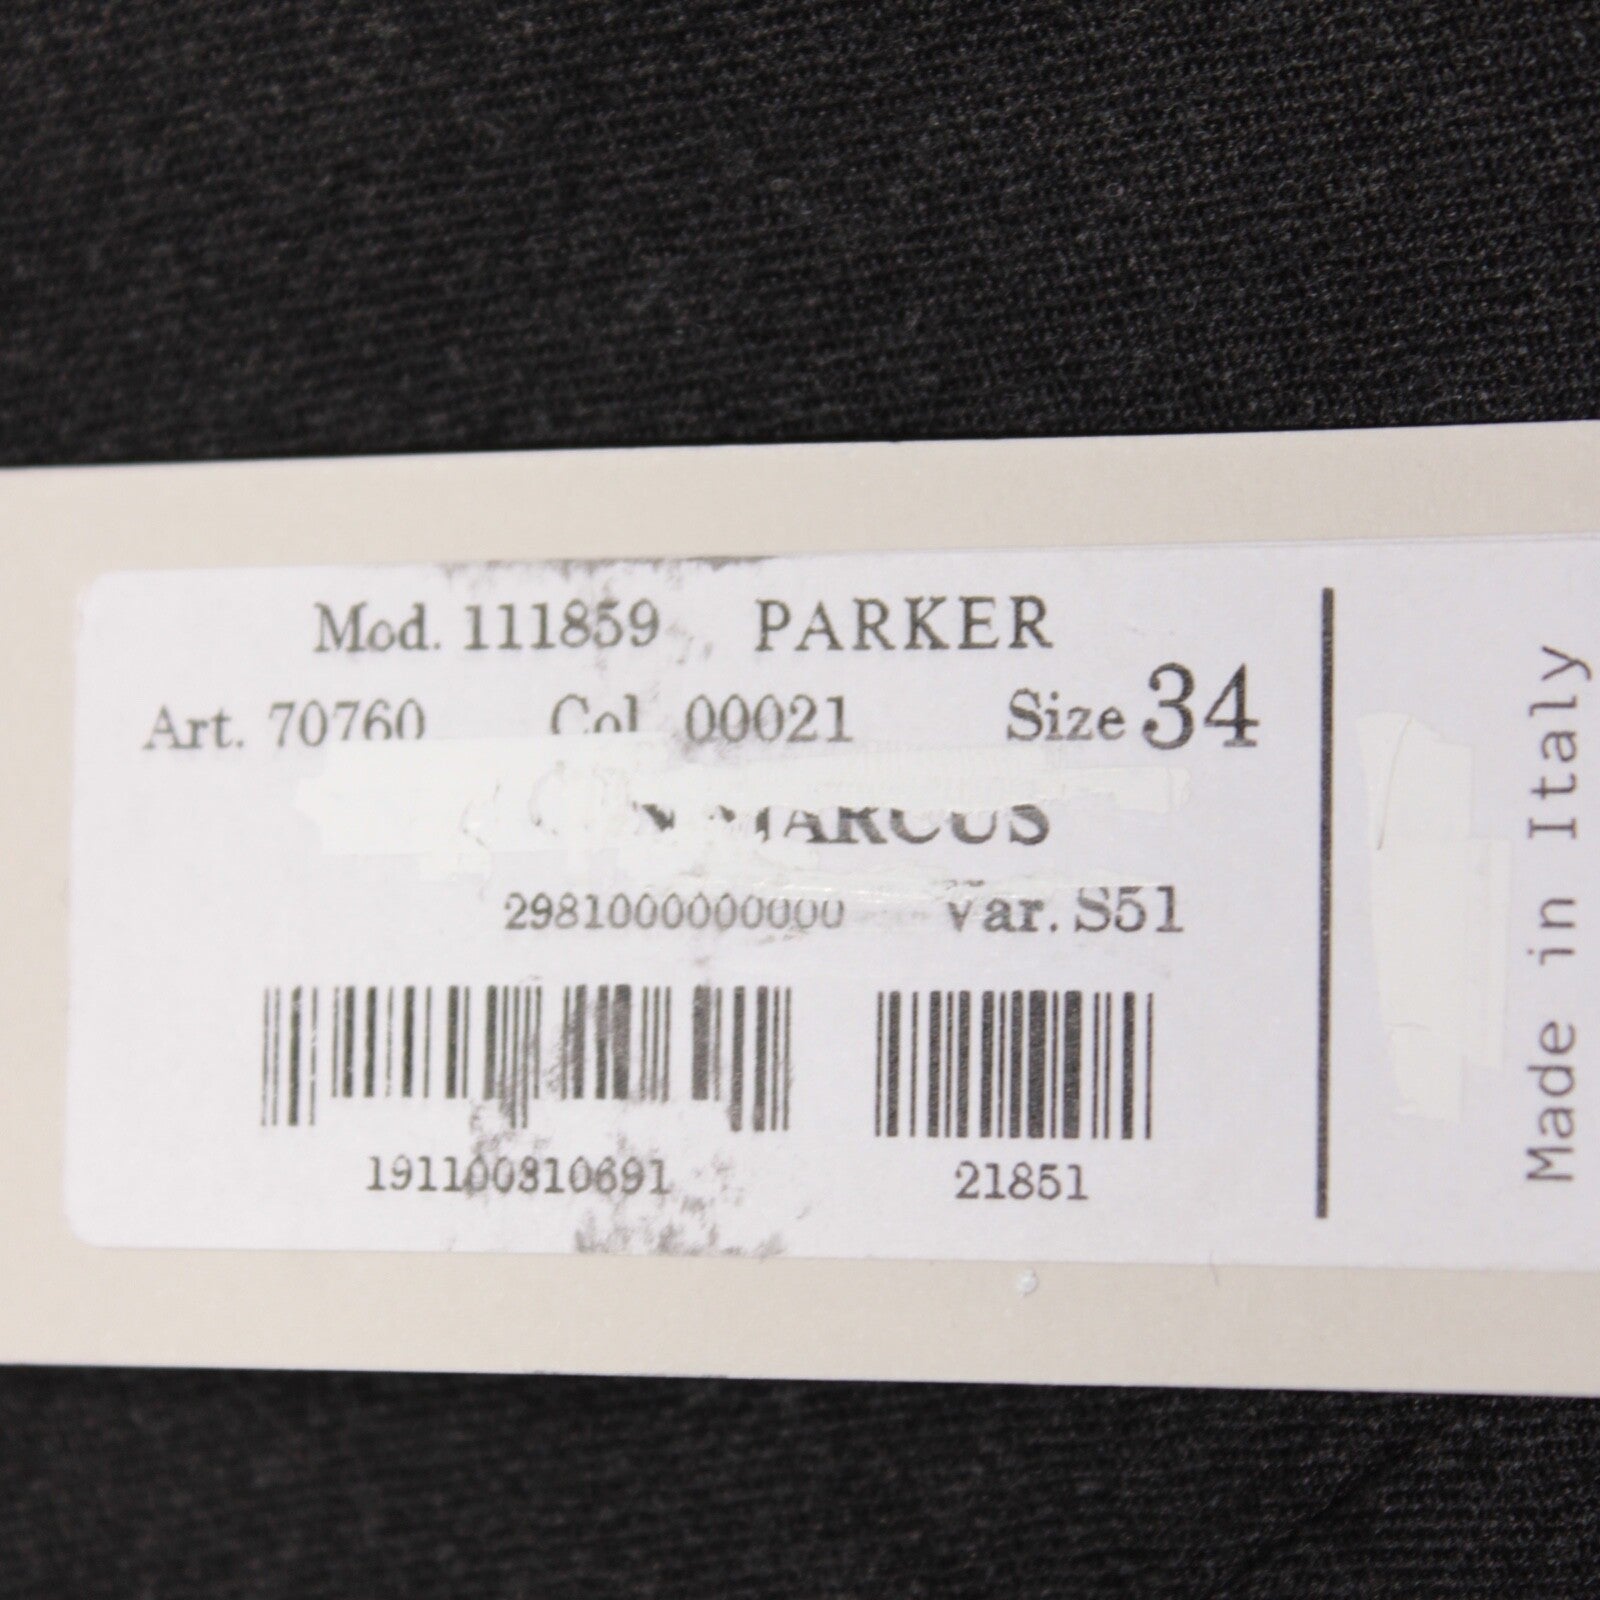 Mod. 111859 PARKER
Art. 70760 Col 00021 Size 34
MARCUS
2981000000000 Var. S51
191100810691 21851
Made in Italy